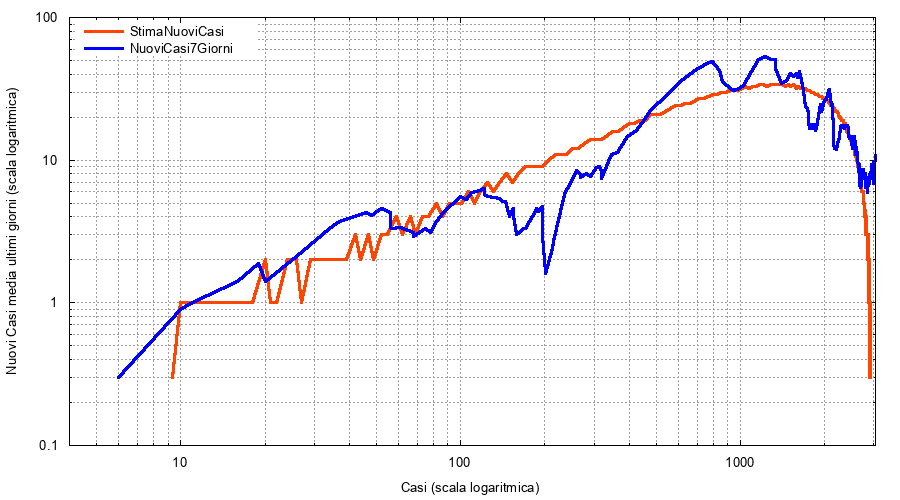 100
StimaNuoviCasi
NuoviCasi7Giorni
10
1
0.1
Nuovi Casi media ultimi giorni (scala logaritmica)
10
100
1000
Casi (scala logaritmica)